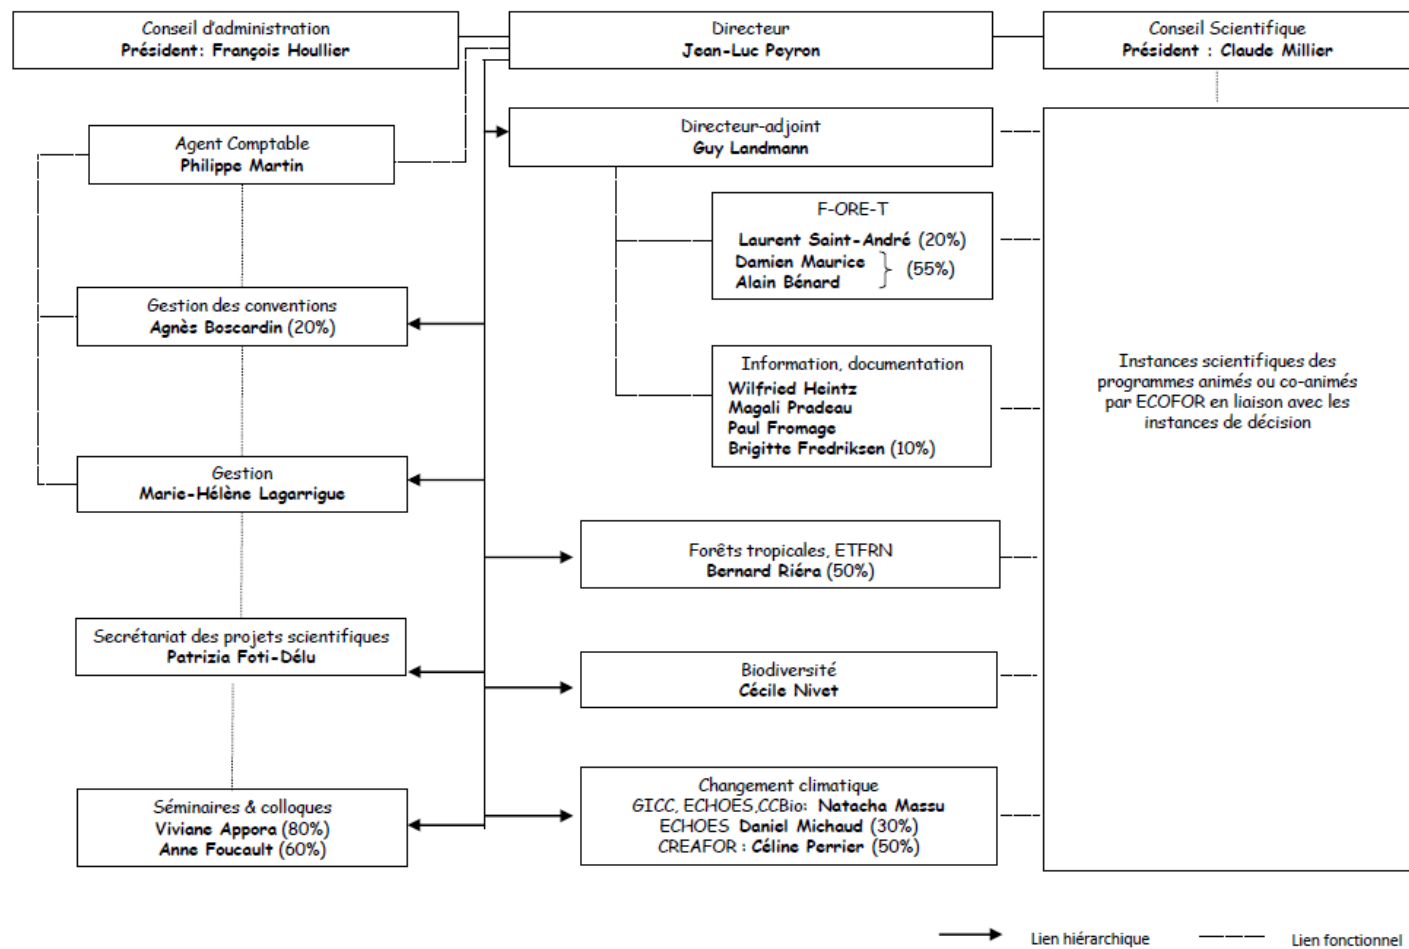 Conseil d'administration
Président: François Houllier
Directeur
Jean-Luc Peyron
Conseil Scientifique
Président : Claude Millier
Agent Comptable
Philippe Martin
Directeur-adjoint
Guy Landmann
F-ORE-T
Laurent Saint-André (20%)
Damien Maurice
Alain Bénard
(55%)
Gestion des conventions
Agnès Boscardin (20%)
Information, documentation
Wilfried Heintz
Magali Pradeau
Paul Fromage
Brigitte Fredriksen (10%)
Instances scientifiques des
programmes animés ou co-animés
par ECOFOR en liaison avec les
instances de décision
Gestion
Marie-Hélène Lagarrigue
Forêts tropicales, ETFRN
Bernard Riéra (50%)
Secrétariat des projets scientifiques
Patrizia Foti-Délu
Biodiversité
Cécile Nivet
Séminaires & colloques
Viviane Appora (80%)
Anne Foucault (60%)
Changement climatique
GICC, ECHOES,CCBio: Natacha Massu
ECHOES Daniel Michaud (30%)
CREAFOR : Céline Perrier (50%)
Lien hiérarchique
Lien fonctionnel